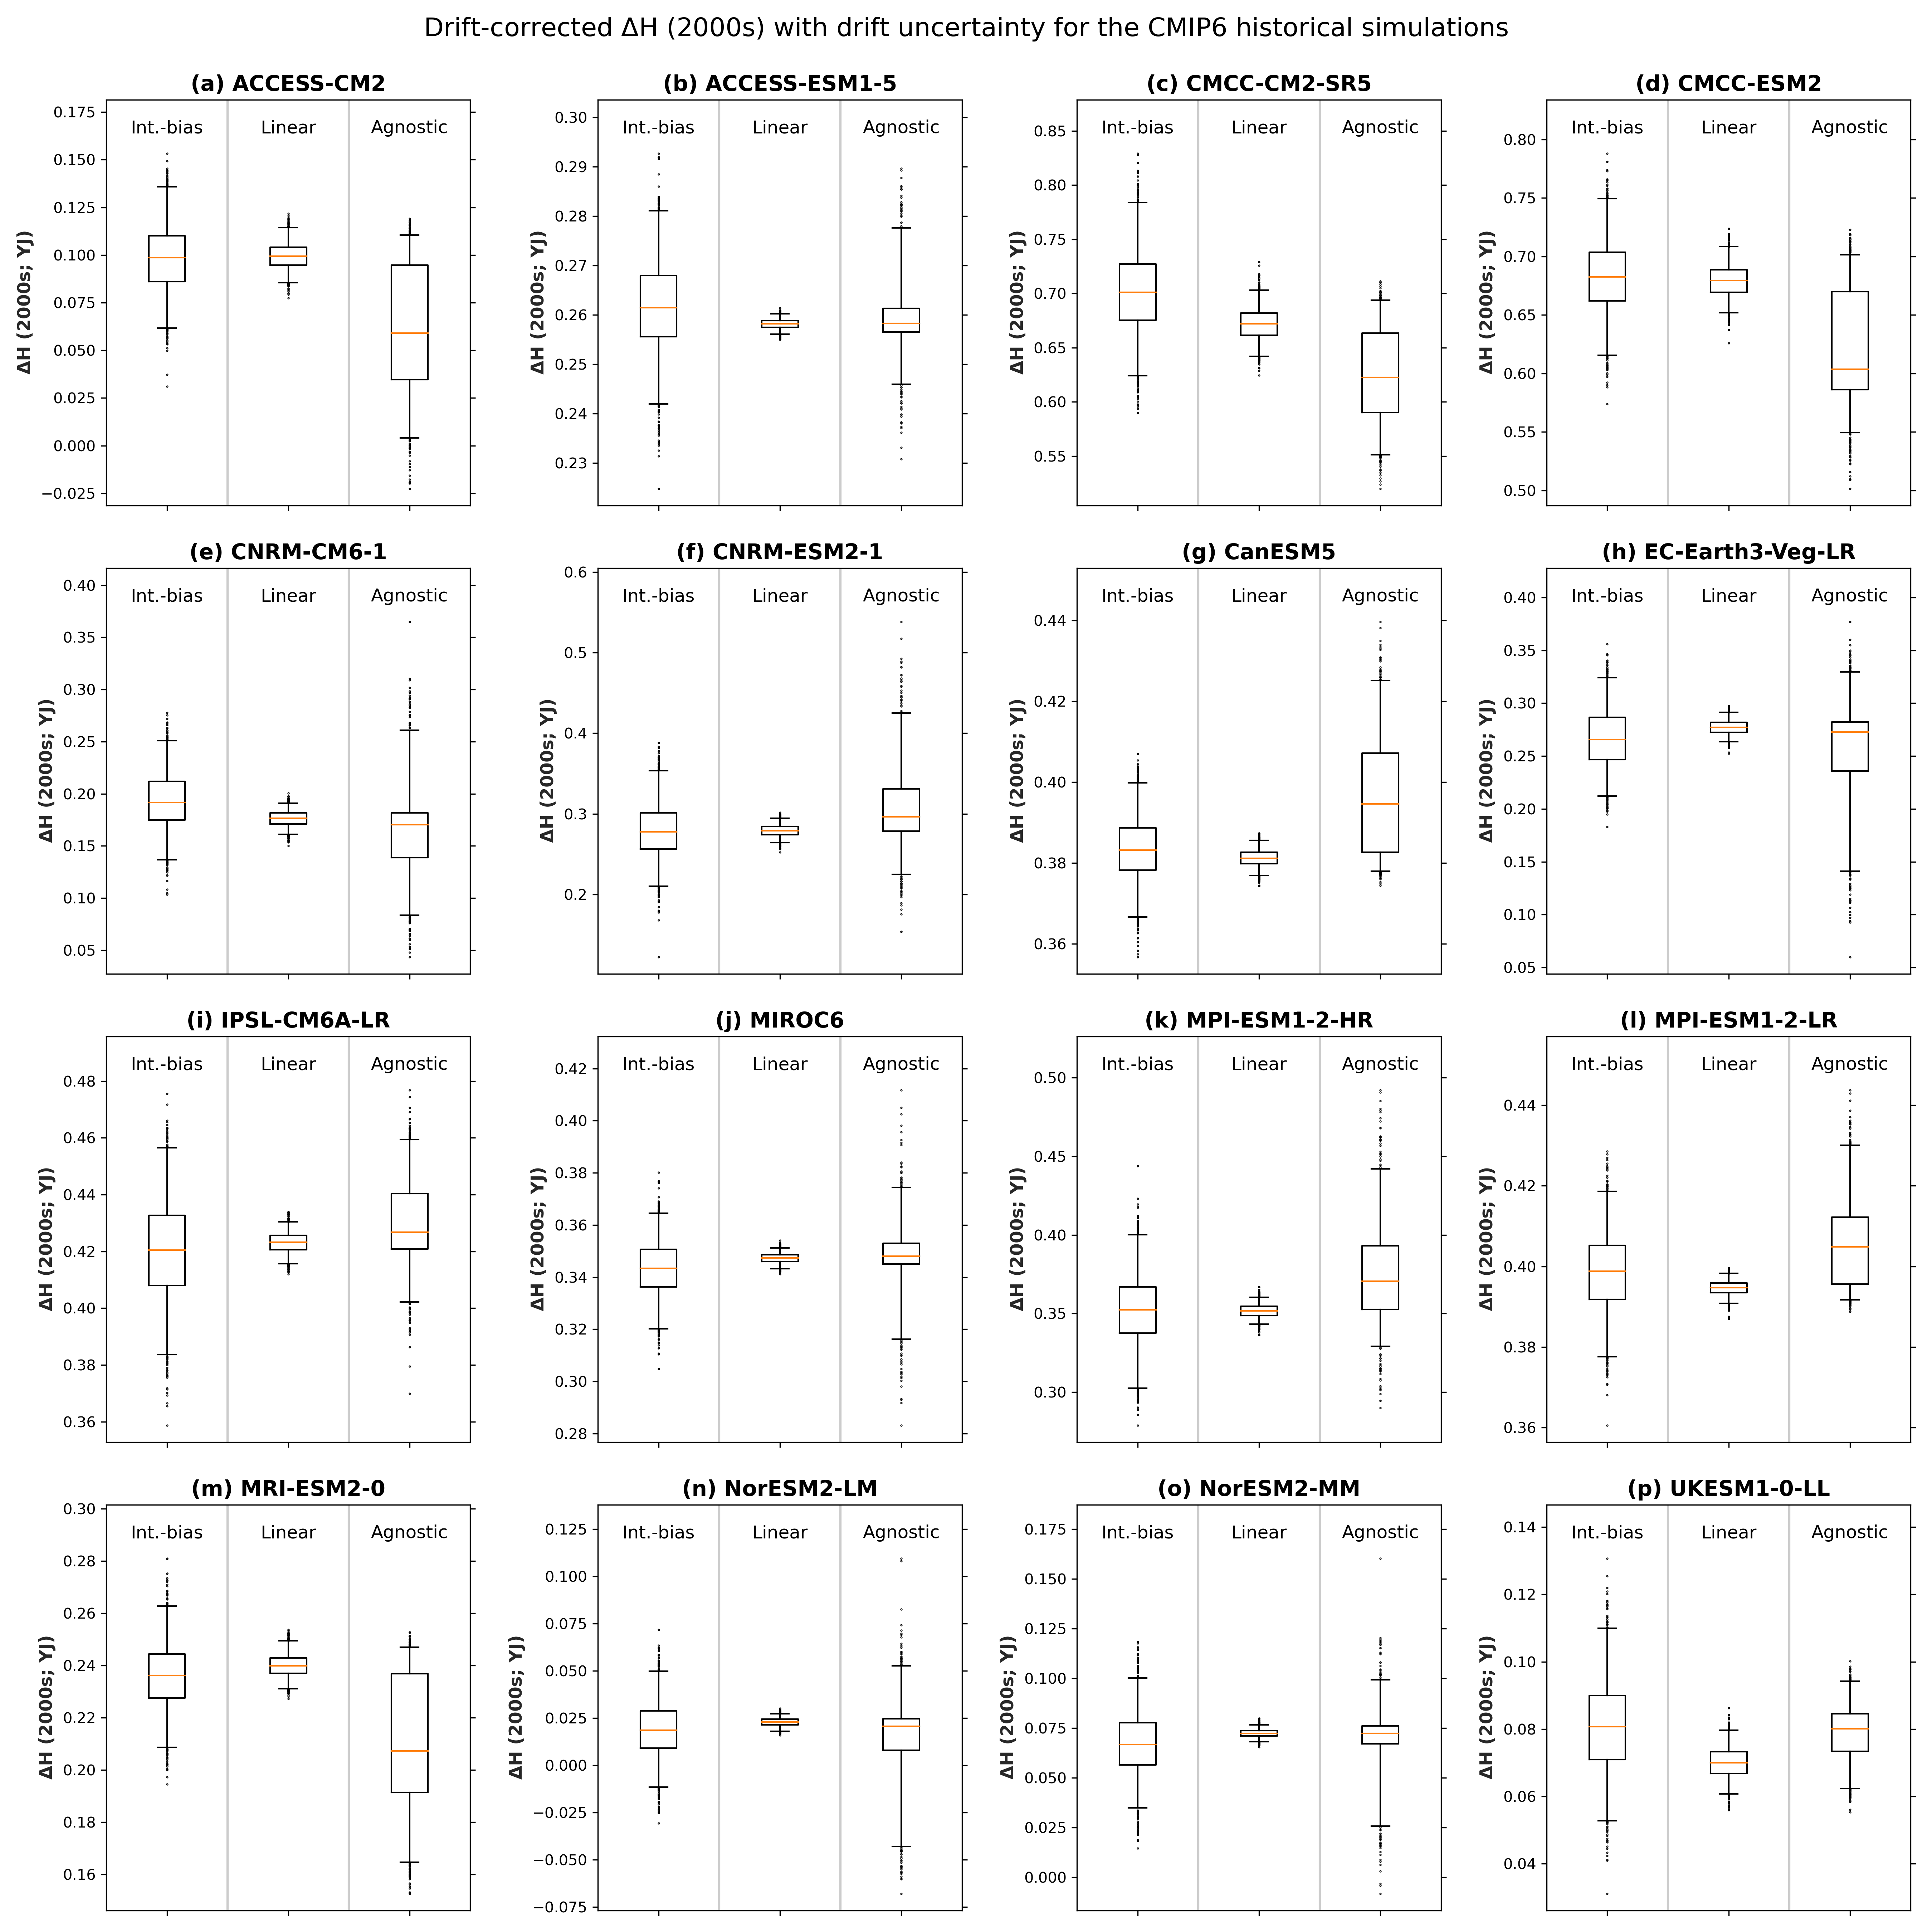 Drift-corrected ΔH (2000s) with drift uncertainty for the CMIP6 historical simulations
(a) ACCESS-CM2
Int.-bias Linear Agnostic
ΔH (2000s; YJ)
0.175
0.150
0.125
0.100
0.075
0.050
0.025
0.000
−0.025
(b) ACCESS-ESM1-5
Int.-bias Linear Agnostic
ΔH (2000s; YJ)
0.30
0.29
0.28
0.27
0.26
0.25
0.24
0.23
(c) CMCC-CM2-SR5
Int.-bias Linear Agnostic
ΔH (2000s; YJ)
0.85
0.80
0.75
0.70
0.65
0.60
0.55
(d) CMCC-ESM2
Int.-bias Linear Agnostic
ΔH (2000s; YJ)
0.80
0.75
0.70
0.65
0.60
0.55
0.50
(e) CNRM-CM6-1
Int.-bias Linear Agnostic
ΔH (2000s; YJ)
0.40
0.35
0.30
0.25
0.20
0.15
0.10
0.05
(f) CNRM-ESM2-1
Int.-bias Linear Agnostic
ΔH (2000s; YJ)
0.6
0.5
0.4
0.3
0.2
(g) CanESM5
Int.-bias Linear Agnostic
ΔH (2000s; YJ)
0.44
0.42
0.40
0.38
0.36
(h) EC-Earth3-Veg-LR
Int.-bias Linear Agnostic
ΔH (2000s; YJ)
0.40
0.35
0.30
0.25
0.20
0.15
0.10
0.05
(i) IPSL-CM6A-LR
Int.-bias Linear Agnostic
ΔH (2000s; YJ)
0.48
0.46
0.44
0.42
0.40
0.38
0.36
(j) MIROC6
Int.-bias Linear Agnostic
ΔH (2000s; YJ)
0.42
0.40
0.38
0.36
0.34
0.32
0.30
0.28
(k) MPI-ESM1-2-HR
Int.-bias Linear Agnostic
ΔH (2000s; YJ)
0.50
0.45
0.40
0.35
0.30
(l) MPI-ESM1-2-LR
Int.-bias Linear Agnostic
ΔH (2000s; YJ)
0.44
0.42
0.40
0.38
0.36
(m) MRI-ESM2-0
Int.-bias Linear Agnostic
ΔH (2000s; YJ)
0.30
0.28
0.26
0.24
0.22
0.20
0.18
0.16
(n) NorESM2-LM
Int.-bias Linear Agnostic
ΔH (2000s; YJ)
0.125
0.100
0.075
0.050
0.025
0.000
−0.025
−0.050
−0.075
(o) NorESM2-MM
Int.-bias Linear Agnostic
ΔH (2000s; YJ)
0.175
0.150
0.125
0.100
0.075
0.050
0.025
0.000
(p) UKESM1-0-LL
Int.-bias Linear Agnostic
ΔH (2000s; YJ)
0.14
0.12
0.10
0.08
0.06
0.04